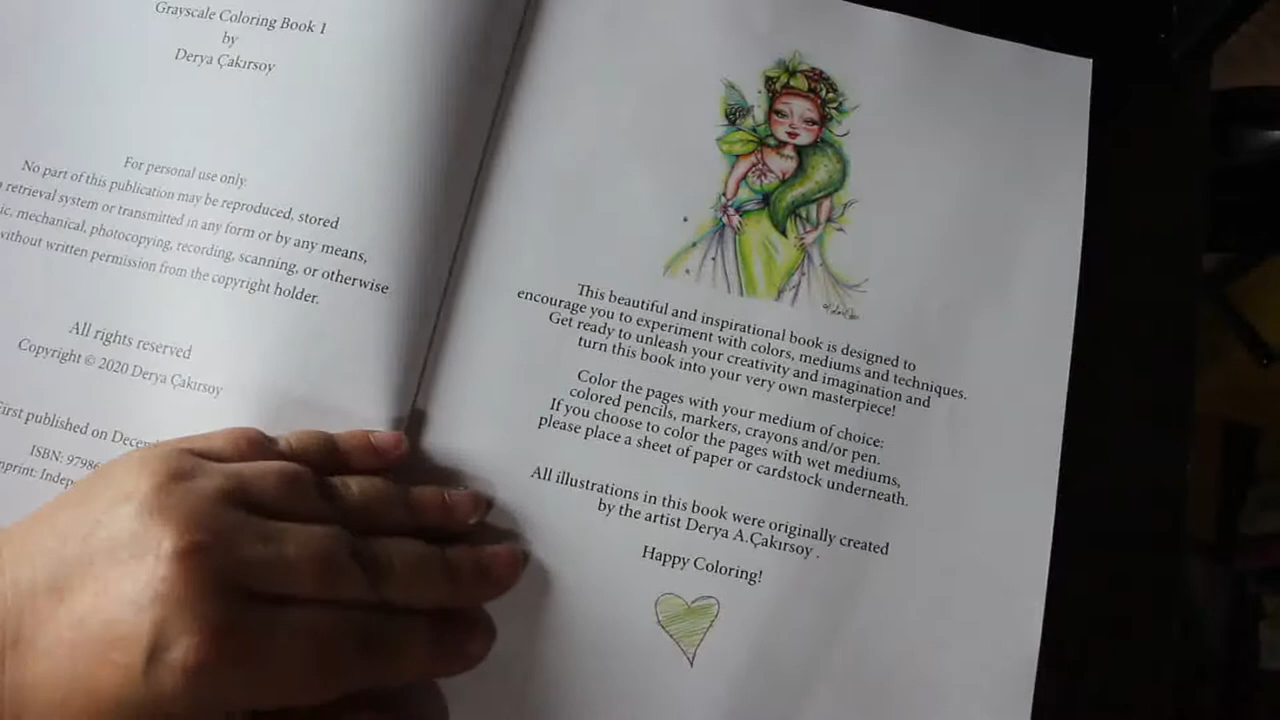 Grayscale Coloring Book 1
by
Derya Çakırsoy
For personal use only.
No part of this publication may be reproduced, stored
retrieval system or transmitted in any form or by any means,
mechanical, photocopying, recording, scanning, or otherwise
without written permission from the copyright holder.
All rights reserved
Copyright © 2020 Derya Çakırsoy
First published on
ISBN:
This beautiful and inspirational book is designed to
encourage you to experiment with colors, mediums and techniques.
Get ready to unleash your creativity and imagination and
turn this book into your very own masterpiece!
Color the pages with your medium of choice;
colored pencils, markers, crayons and/or pen.
If you choose to color the pages with wet mediums,
please place a sheet of paper or cardstock underneath.
All illustrations in this book were originally created
by the artist Derya A.Çakırsoy .
Happy Coloring!